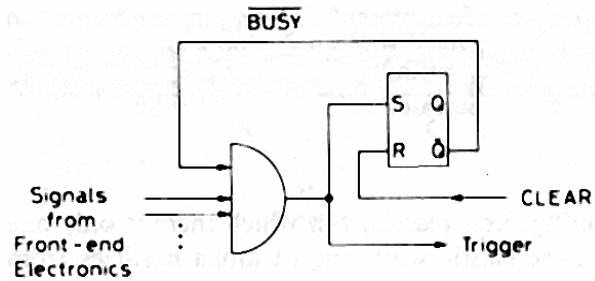 BUSY
S Q
R Q̅
Signals
from
Front-end
Electronics
CLEAR
Trigger